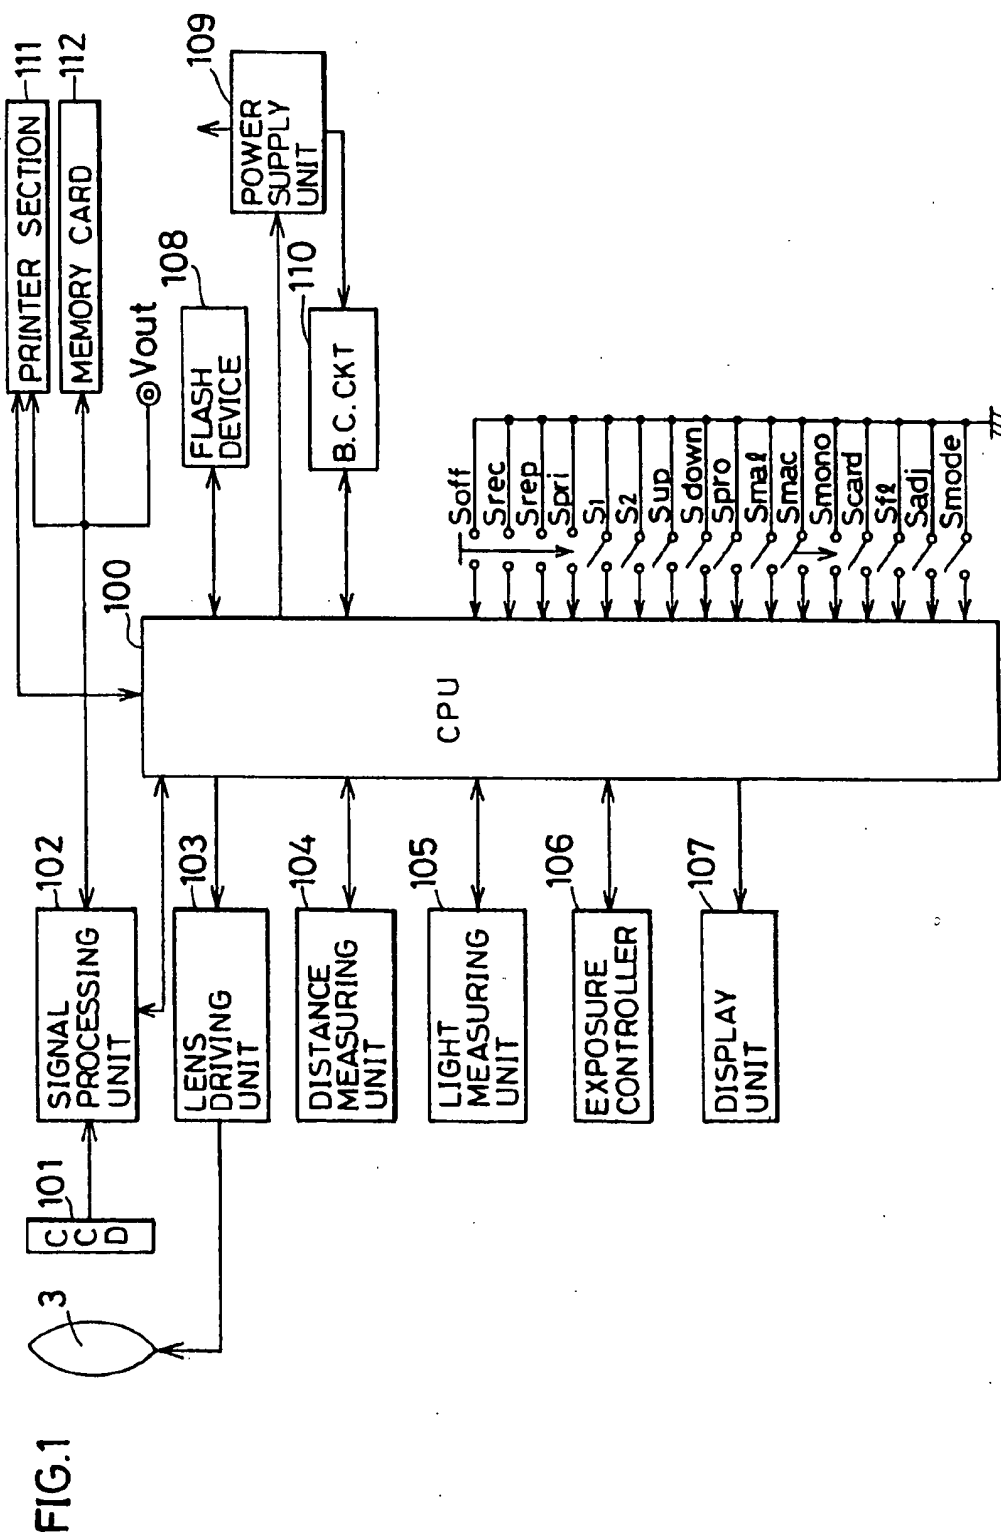 FIG.1
3
CCD
101
SIGNAL
PROCESSING
UNIT
102
LENS
DRIVING
UNIT
103
DISTANCE
MEASURING
UNIT
104
LIGHT
MEASURING
UNIT
105
EXPOSURE
CONTROLLER
106
DISPLAY
UNIT
107
CPU
100
PRINTER SECTION
111
MEMORY CARD
112
Vout
FLASH
DEVICE
108
POWER
SUPPLY
UNIT
109
B.C. CKT
110
Soff
Srec
Srep
Spri
S1
S2
Sup
Sdown
Spro
Smal
Smac
Smono
Scard
Sfl
Sadj
Smode